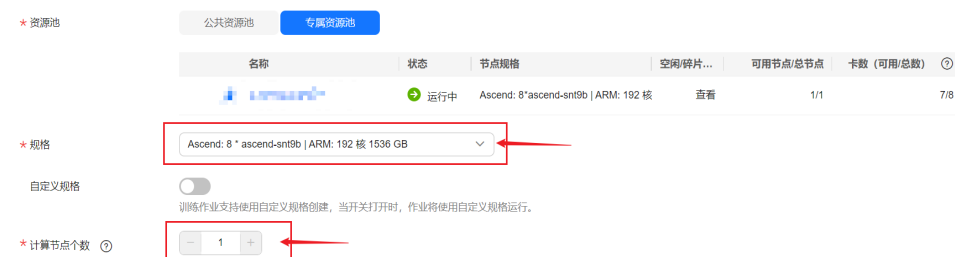 * 资源池 公共资源池 专属资源池
名称 状态 节点规格 空闲/碎片... 可用节点/总节点 卡数（可用/总数） ?
运行中 Ascend: 8*ascend-snt9b | ARM: 192 核 查看 1/1 7/8
* 规格 Ascend: 8 * ascend-snt9b | ARM: 192 核 1536 GB
自定义规格
训练作业支持使用自定义规格创建，当开关打开时，作业将使用自定义规格运行。
* 计算节点个数 ? － 1 +